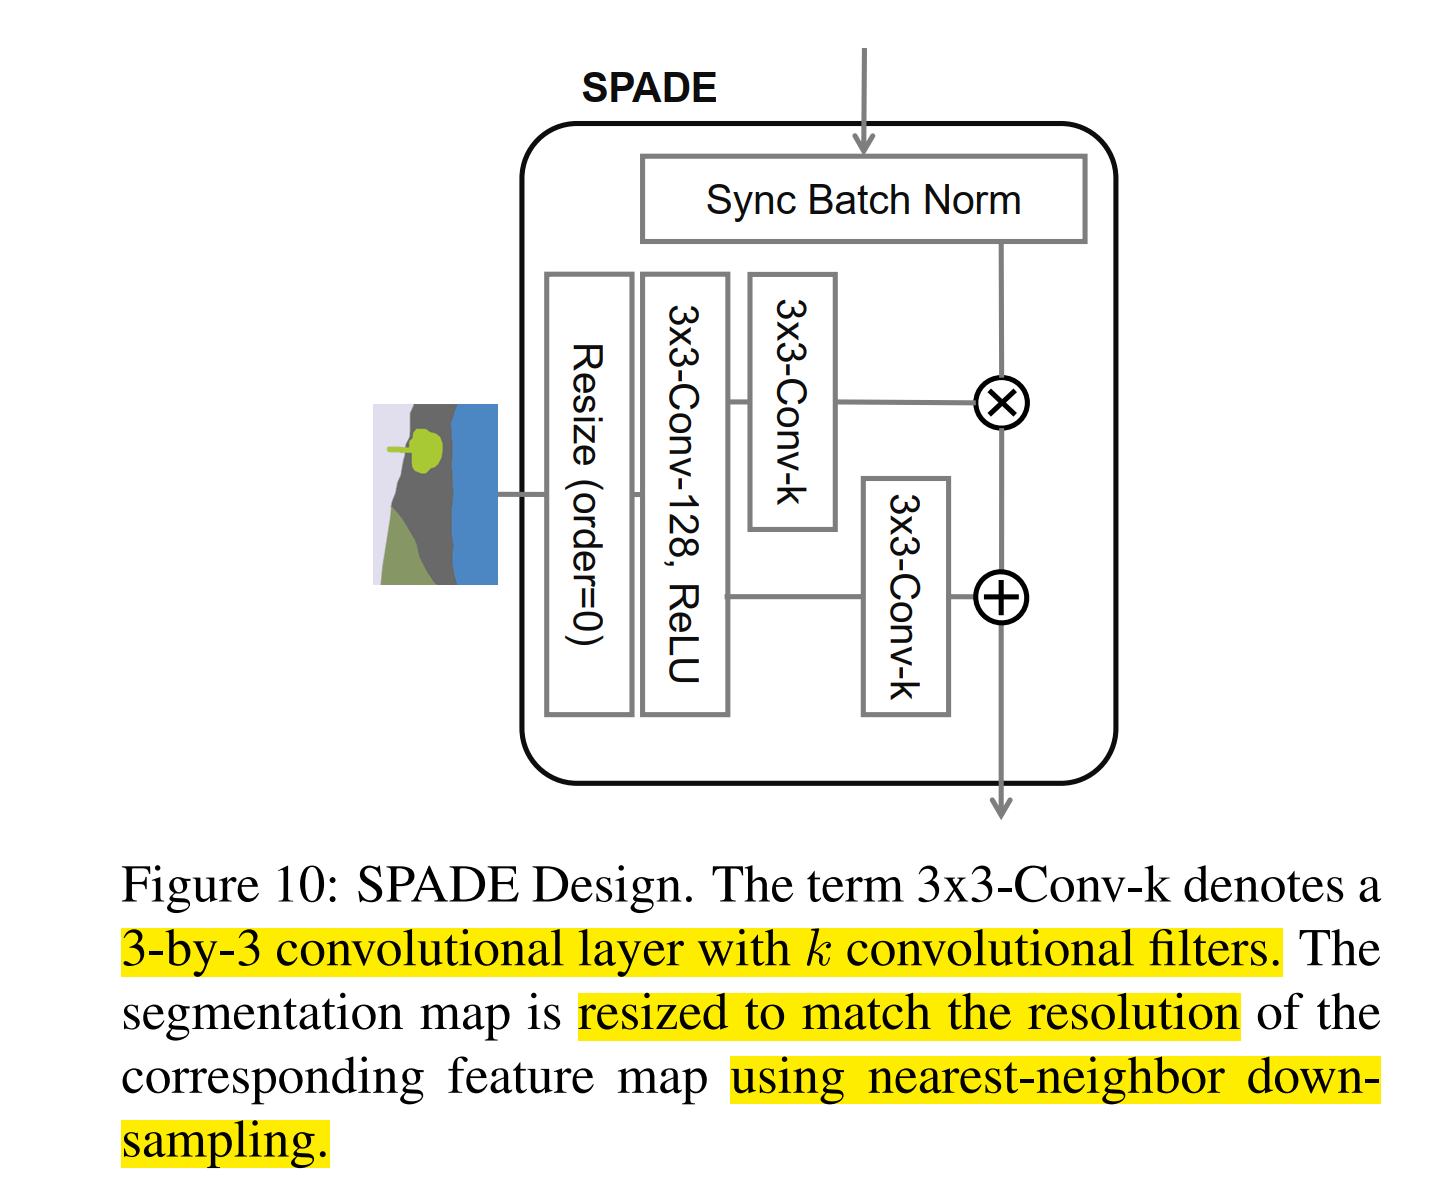 SPADE
Sync Batch Norm
Resize (order=0)
3x3-Conv-128, ReLU
3x3-Conv-k
3x3-Conv-k
Figure 10: SPADE Design. The term 3x3-Conv-k denotes a
3-by-3 convolutional layer with k convolutional filters. The
segmentation map is resized to match the resolution of the
corresponding feature map using nearest-neighbor down-
sampling.